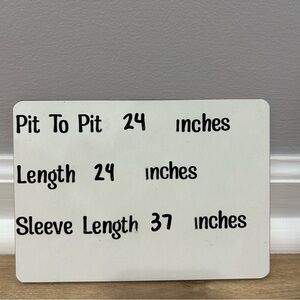 Pit To Pit 24 inches
Length 24 inches
Sleeve Length 37 inches